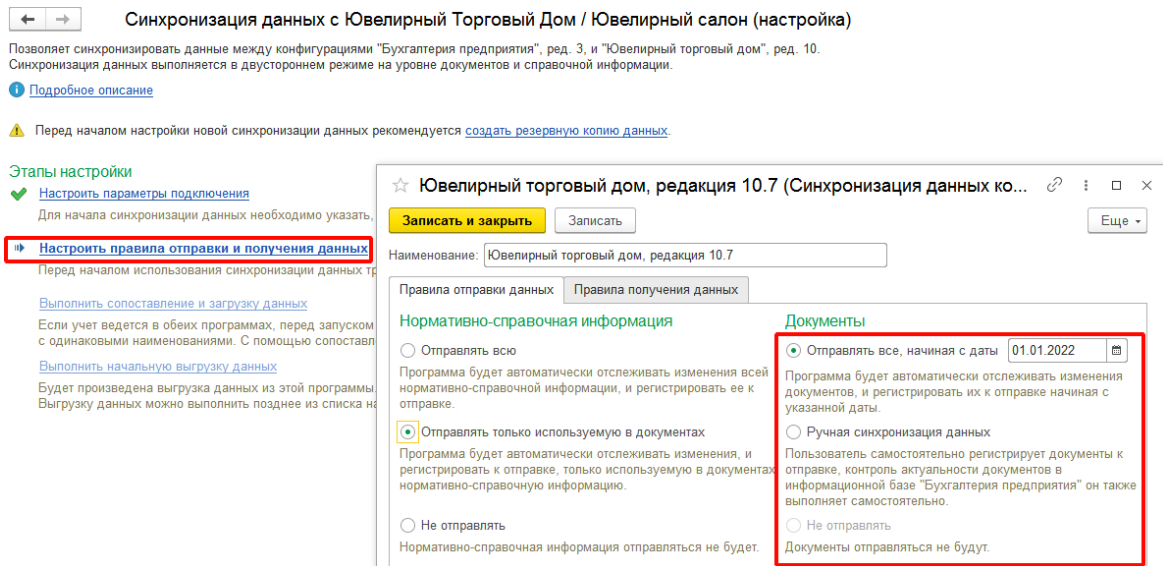 Синхронизация данных с Ювелирный Торговый Дом / Ювелирный салон (настройка)
Позволяет синхронизировать данные между конфигурациями "Бухгалтерия предприятия", ред. 3, и "Ювелирный торговый дом", ред. 10.
Синхронизация данных выполняется в двустороннем режиме на уровне документов и справочной информации.
Подробное описание
Перед началом настройки новой синхронизации данных рекомендуется создать резервную копию данных.
Этапы настройки
Настроить параметры подключения
Для начала синхронизации данных необходимо указать,
Настроить правила отправки и получения данных
Перед началом использования синхронизации данных
Выполнить сопоставление и загрузку данных
Если учет ведется в обеих программах, перед запуском
с одинаковыми наименованиями. С помощью
Выполнить начальную выгрузку данных
Будет произведена выгрузка данных из этой программы.
Выгрузку данных можно выполнить позднее из списка
Ювелирный торговый дом, редакция 10.7 (Синхронизация данных ко...
Записать и закрыть
Записать
Еще
Наименование: Ювелирный торговый дом, редакция 10.7
Правила отправки данных
Правила получения данных
Нормативно-справочная информация
Отправлять всю
Программа будет автоматически отслеживать изменения всей
нормативно-справочной информации, и регистрировать ее к
отправке.
Отправлять только используемую в документах
Программа будет автоматически отслеживать изменения, и
регистрировать к отправке, только используемую в документах
нормативно-справочную информацию.
Не отправлять
Нормативно-справочная информация отправляться не будет.
Документы
Отправлять все, начиная с даты 01.01.2022
Программа будет автоматически отслеживать изменения
документов, и регистрировать их к отправке начиная с
указанной даты.
Ручная синхронизация данных
Пользователь самостоятельно регистрирует документы к
отправке, контроль актуальности документов в
информационной базе "Бухгалтерия предприятия" он также
выполняет самостоятельно.
Не отправлять
Документы отправляться не будут.